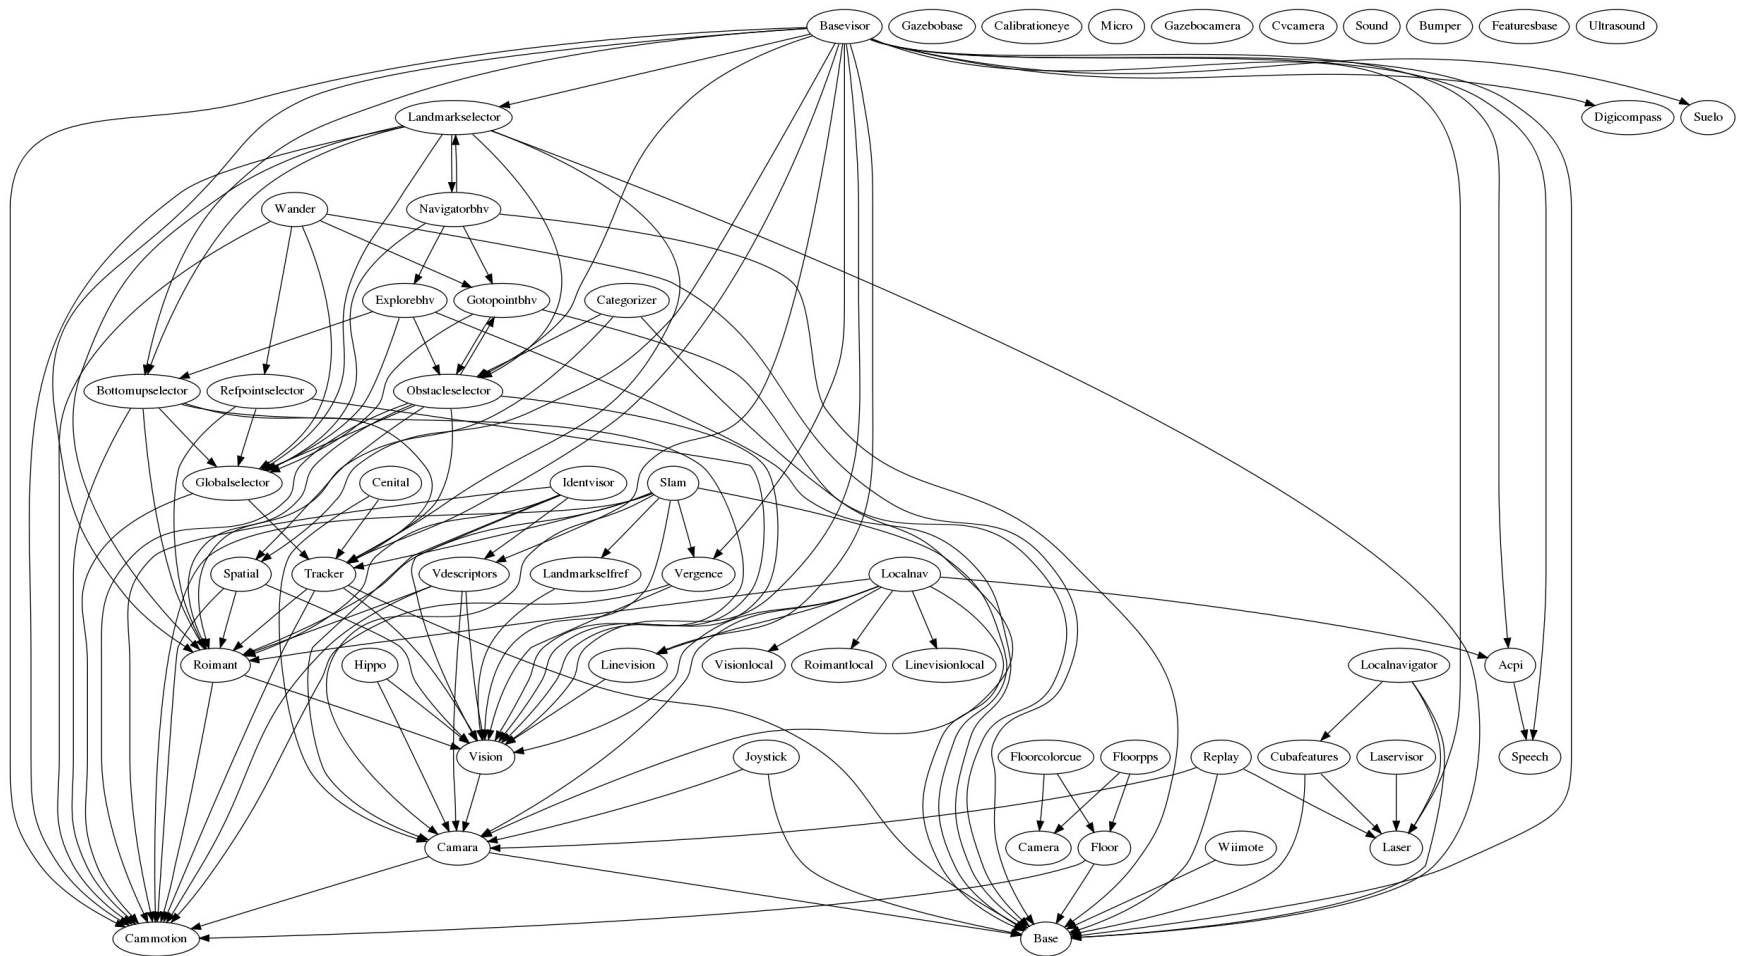 Basevisor
Gazebobase
Calibrationeye
Micro
Gazebocamera
Cvcamera
Sound
Bumper
Featuresbase
Ultrasound
Landmarkselector
Digicompass
Suelo
Wander
Navigatorbhv
Explorebhv
Gotopointbhv
Categorizer
Bottomupselector
Refpointselector
Obstacleselector
Globalselector
Cenital
Identvisor
Slam
Spatial
Tracker
Vdescriptors
Landmarkselfref
Vergence
Localnav
Roimant
Hippo
Linevision
Visionlocal
Roimantlocal
Linevisionlocal
Localnavigator
Acpi
Vision
Joystick
Floorcolorcue
Floorpps
Replay
Cubafeatures
Laservisor
Speech
Camara
Camera
Floor
Wiimote
Laser
Cammotion
Base